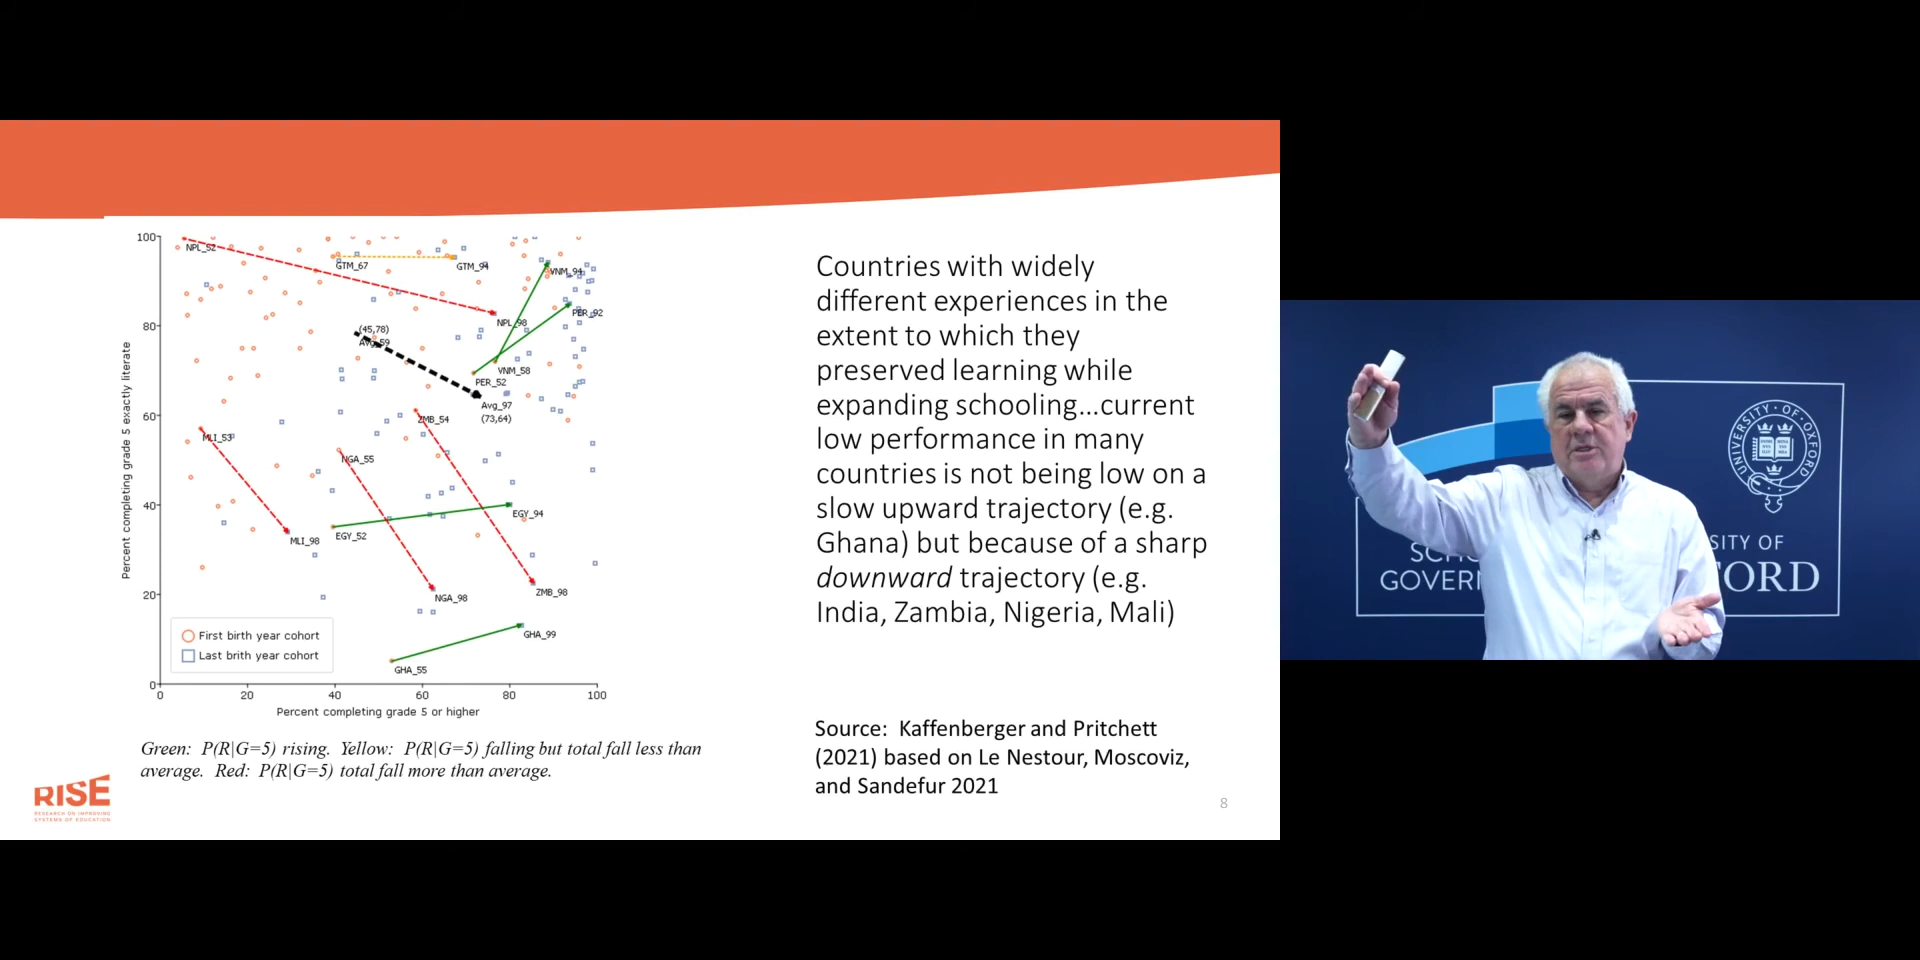 100
80
60
40
20
0
0 20 40 60 80 100
Percent completing grade 5 exactly literate
Percent completing grade 5 or higher
NPL_52
GTM_67
GTM_94
VNM_94
PER_92
NPL_98
(45,78)
Avg_59
VNM_58
PER_52
Avg_97
(73,64)
ZMB_54
MLI_53
NGA_55
EGY_94
EGY_52
MLI_98
ZMB_98
NGA_98
GHA_99
GHA_55
First birth year cohort
Last brith year cohort
Green: P(R|G=5) rising. Yellow: P(R|G=5) falling but total fall less than
average. Red: P(R|G=5) total fall more than average.
RISE
RESEARCH ON IMPROVING
SYSTEMS OF EDUCATION
Countries with widely
different experiences in the
extent to which they
preserved learning while
expanding schooling…current
low performance in many
countries is not being low on a
slow upward trajectory (e.g.
Ghana) but because of a sharp
downward trajectory (e.g.
India, Zambia, Nigeria, Mali)
Source: Kaffenberger and Pritchett
(2021) based on Le Nestour, Moscoviz,
and Sandefur 2021
8
UNIVERSITY · OF · OXFORD
SCHO
GOVERN
SITY OF
FORD